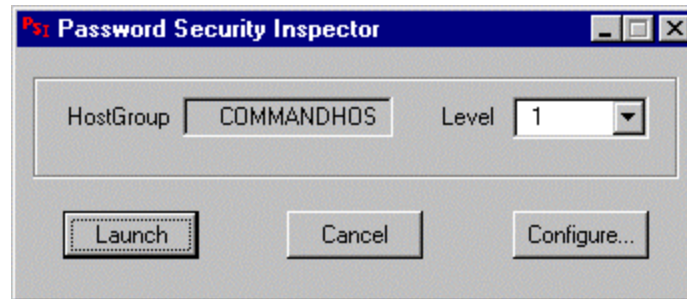 PSI Password Security Inspector
HostGroup COMMANDHOS Level 1
Launch Cancel Configure...